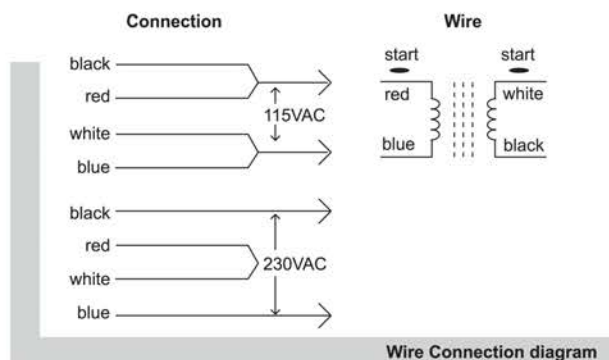 Connection
Wire
black
red
115VAC
white
blue
black
red
230VAC
white
blue
start
start
red
white
blue
black
Wire Connection diagram